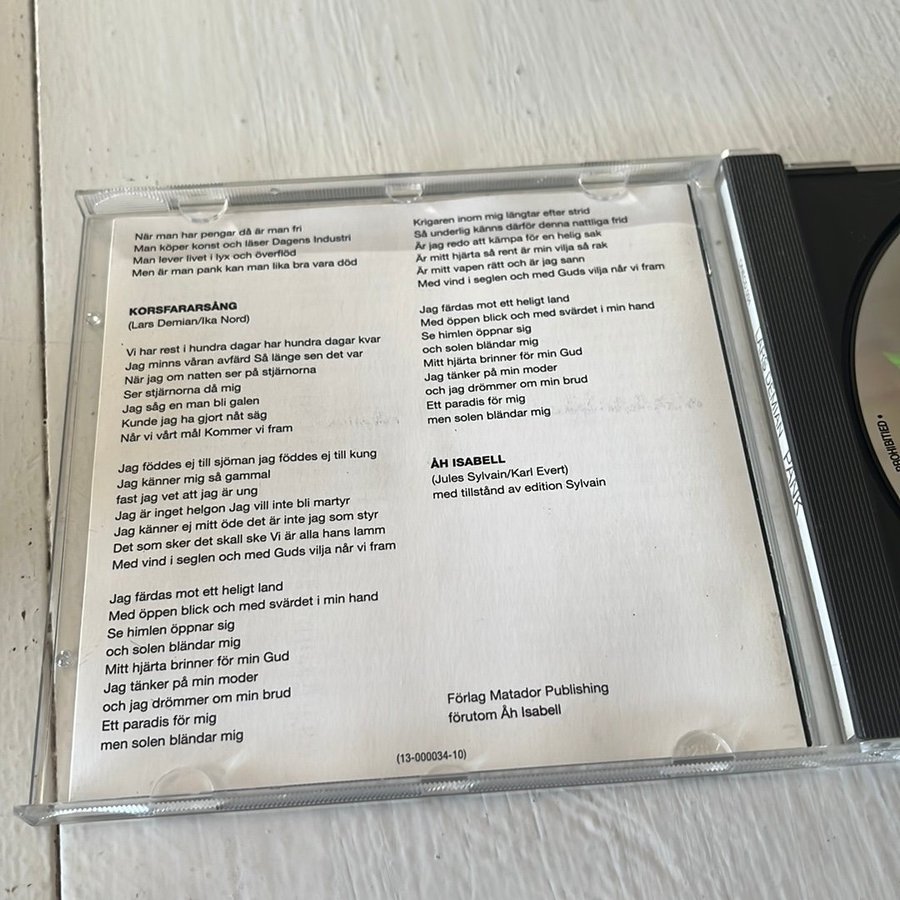 När man har pengar då är man fri
Man köper konst och läser Dagens Industri
Man lever livet i lyx och överflöd
Men är man pank kan man lika bra vara död
KORSFARARSÅNG
(Lars Demian/Ika Nord)
Vi har rest i hundra dagar har hundra dagar kvar
Jag minns våran avfärd Så länge sen det var
När jag om natten ser på stjärnorna
Ser stjärnorna då mig
Jag såg en man bli galen
Kunde jag ha gjort nåt säg
Når vi vårt mål Kommer vi fram
Jag föddes ej till sjöman jag föddes ej till kung
Jag känner mig så gammal
fast jag vet att jag är ung
Jag är inget helgon Jag vill inte bli martyr
Jag känner ej mitt öde det är inte jag som styr
Det som sker det skall ske Vi är alla hans lamm
Med vind i seglen och med Guds vilja når vi fram
Jag färdas mot ett heligt land
Med öppen blick och med svärdet i min hand
Se himlen öppnar sig
och solen bländar mig
Mitt hjärta brinner för min Gud
Jag tänker på min moder
och jag drömmer om min brud
Ett paradis för mig
men solen bländar mig
Krigaren inom mig längtar efter strid
Så underlig känns därför denna nattliga frid
Är jag redo att kämpa för en helig sak
Är mitt hjärta så rent är min vilja så rak
Är mitt vapen rätt och är jag sann
Med vind i seglen och med Guds vilja når vi fram
Jag färdas mot ett heligt land
Med öppen blick och med svärdet i min hand
Se himlen öppnar sig
och solen bländar mig
Mitt hjärta brinner för min Gud
Jag tänker på min moder
och jag drömmer om min brud
Ett paradis för mig
men solen bländar mig
ÅH ISABELL
(Jules Sylvain/Karl Evert)
med tillstånd av edition Sylvain
Förlag Matador Publishing
förutom Åh Isabell
(13-000034-10)
LARS DEMIAN PANK
PROHIBITED •